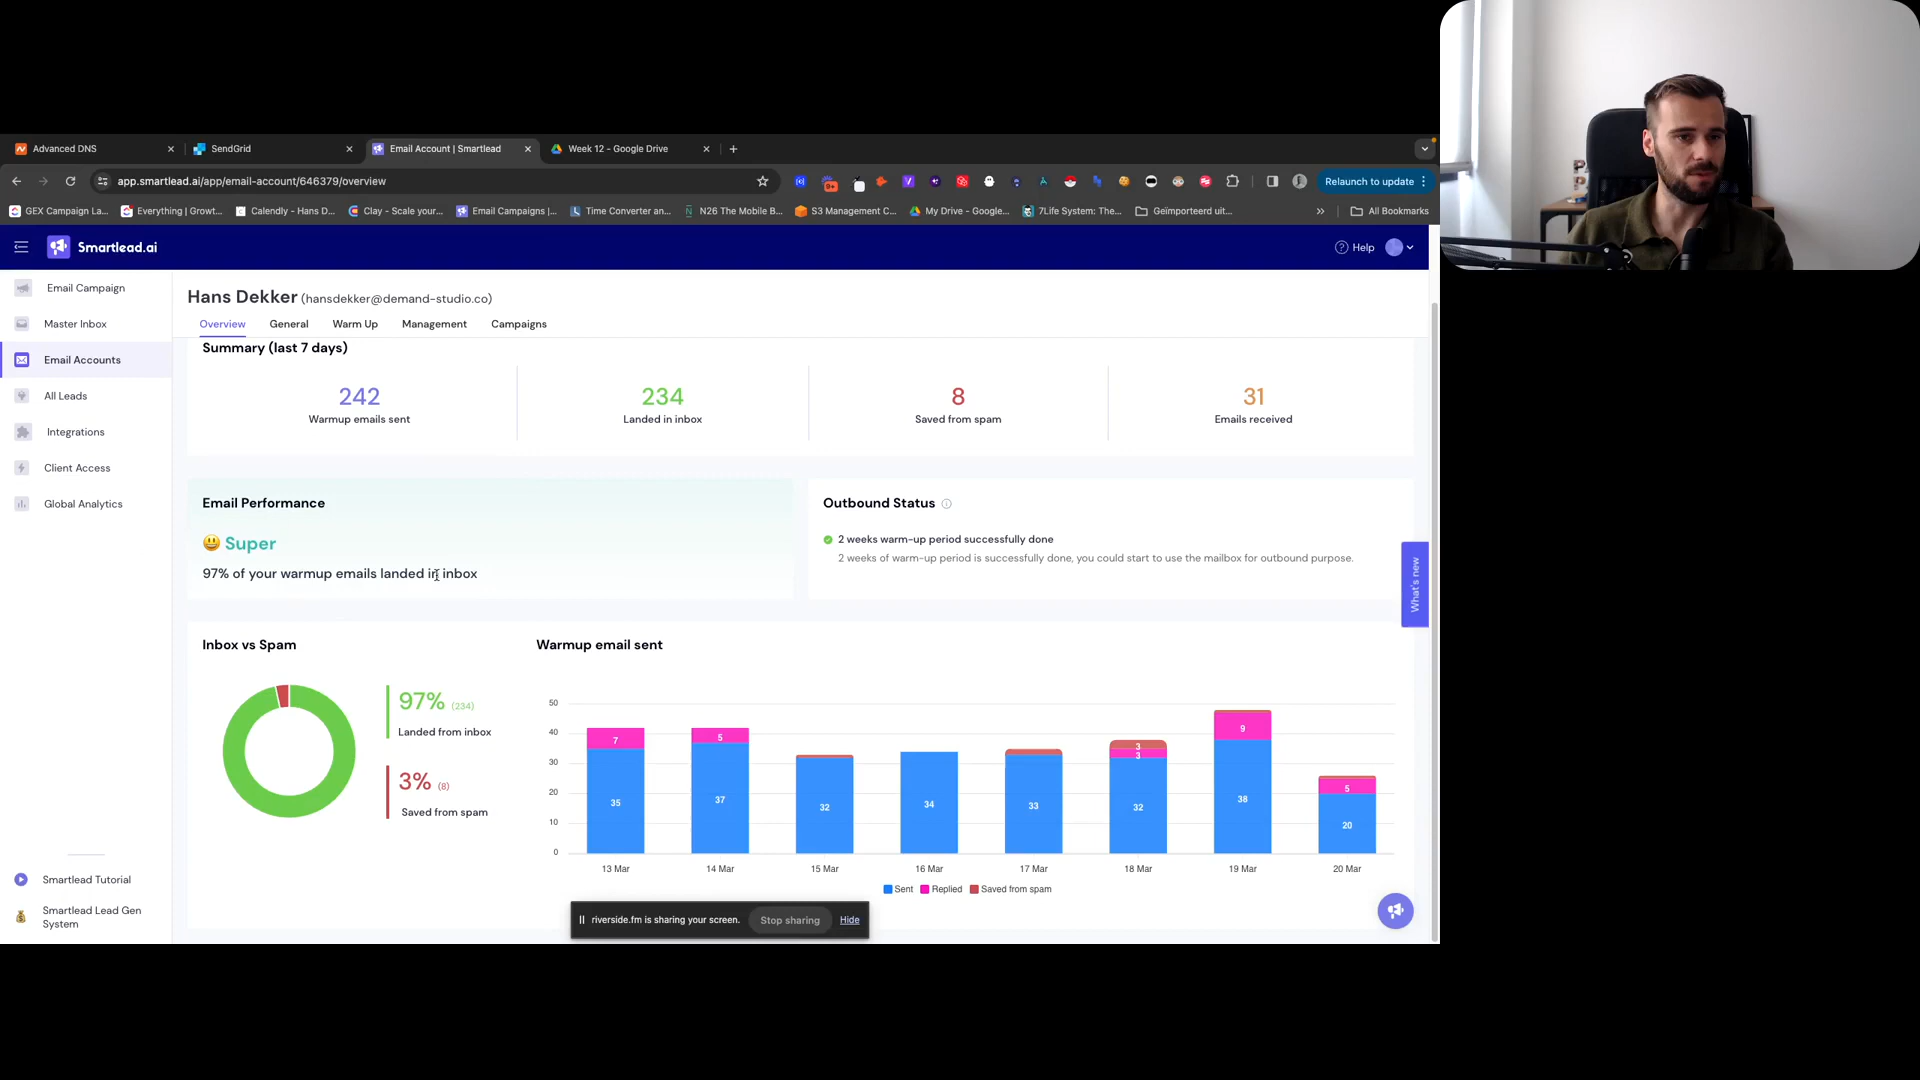 Advanced DNS
SendGrid
Email Account | Smartlead
Week 12 - Google Drive
app.smartlead.ai/app/email-account/646379/overview
9+
Relaunch to update
GEX Campaign La...
Everything | Growt...
Calendly - Hans D...
Clay - Scale your...
Email Campaigns |...
Time Converter an...
N26 The Mobile B...
S3 Management C...
My Drive - Google...
7Life System: The...
Geïmporteerd uit...
All Bookmarks
Smartlead.ai
Help
Email Campaign
Master Inbox
Email Accounts
All Leads
Integrations
Client Access
Global Analytics
Smartlead Tutorial
Smartlead Lead Gen
System
Hans Dekker (hansdekker@demand-studio.co)
Overview
General
Warm Up
Management
Campaigns
Summary (last 7 days)
242
Warmup emails sent
234
Landed in inbox
8
Saved from spam
31
Emails received
Email Performance
Super
97% of your warmup emails landed in inbox
Outbound Status
2 weeks warm-up period successfully done
2 weeks of warm-up period is successfully done, you could start to use the mailbox for outbound purpose.
What's new
Inbox vs Spam
97% (234)
Landed from inbox
3% (8)
Saved from spam
Warmup email sent
50
40
30
20
10
0
7
35
5
37
32
34
33
3
3
32
9
38
5
20
13 Mar
14 Mar
15 Mar
16 Mar
17 Mar
18 Mar
19 Mar
20 Mar
Sent
Replied
Saved from spam
riverside.fm is sharing your screen.
Stop sharing
Hide